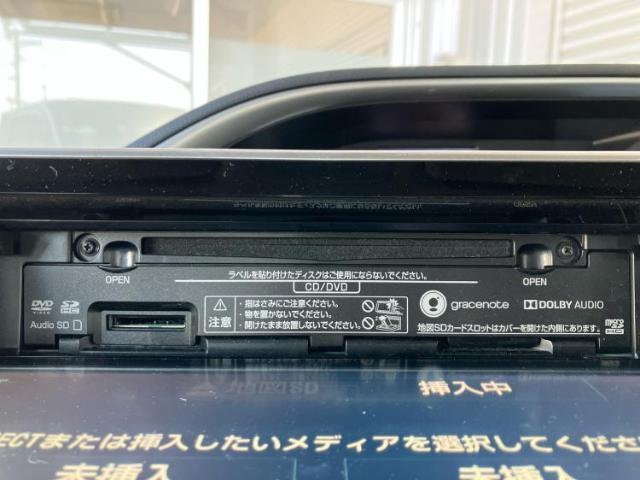 OPEN
OPEN
ラベルを貼り付けたディスクはご使用にならないでください。
CD/DVD
DVD
VIDEO
SD
HC
Audio SD
注意
・指はさみにご注意ください。
・物を置かないでください。
・開けたまま放置しないでください。
gracenote
DOLBY AUDIO
地図SDカードスロットはカバーを開けた内側にあります。
micro
SD
HC
挿入中
ECTまたは挿入したいメディアを選択してくださ
未挿入
未挿入